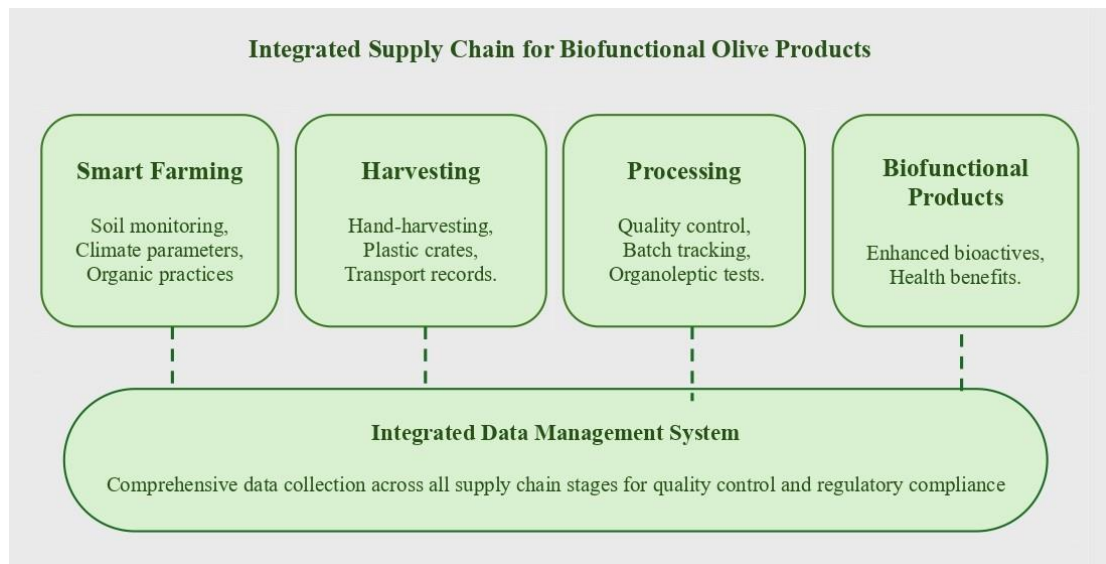 Integrated Supply Chain for Biofunctional Olive Products
Smart Farming
Soil monitoring,
Climate parameters,
Organic practices
Harvesting
Hand-harvesting,
Plastic crates,
Transport records.
Processing
Quality control,
Batch tracking,
Organoleptic tests.
Biofunctional
Products
Enhanced bioactives,
Health benefits.
Integrated Data Management System
Comprehensive data collection across all supply chain stages for quality control and regulatory compliance